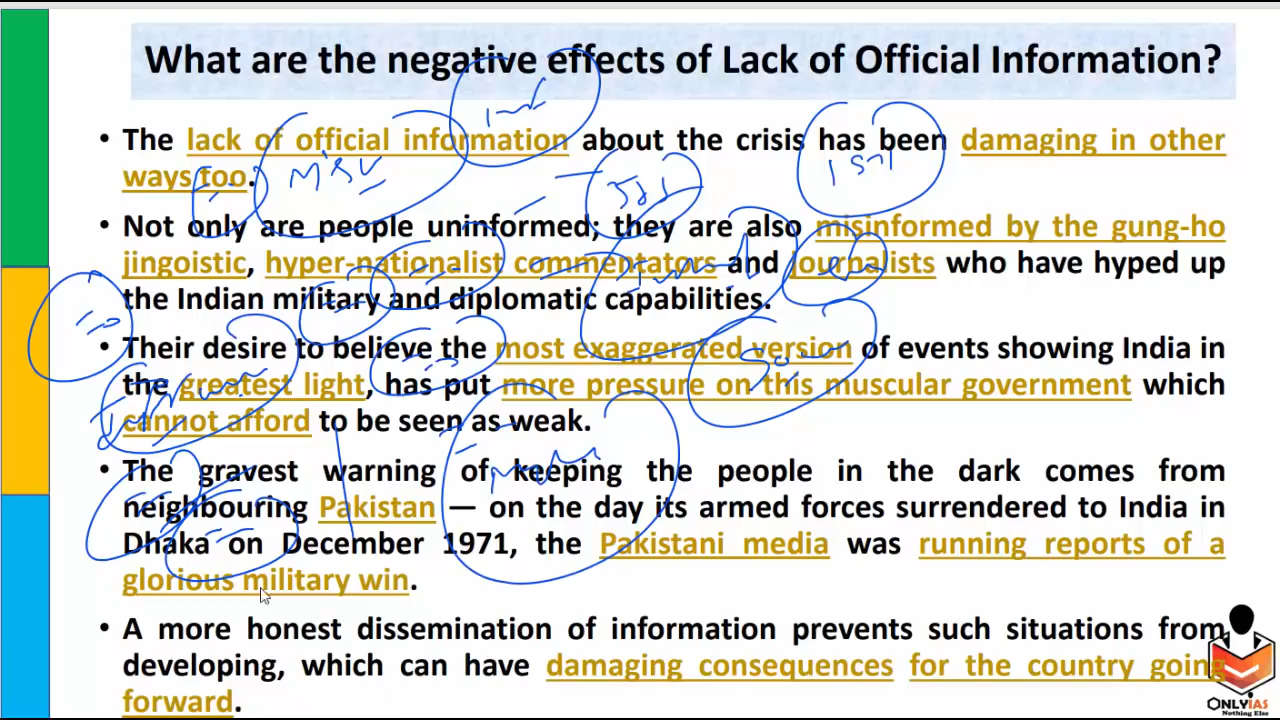 What are the negative effects of Lack of Official Information?
• The lack of official information about the crisis has been damaging in other
ways too.
• Not only are people uninformed; they are also misinformed by the gung-ho
jingoistic, hyper-nationalist commentators and journalists who have hyped up
the Indian military and diplomatic capabilities.
• Their desire to believe the most exaggerated version of events showing India in
the greatest light, has put more pressure on this muscular government which
cannot afford to be seen as weak.
• The gravest warning of keeping the people in the dark comes from
neighbouring Pakistan — on the day its armed forces surrendered to India in
Dhaka on December 1971, the Pakistani media was running reports of a
glorious military win.
• A more honest dissemination of information prevents such situations from
developing, which can have damaging consequences for the country going
forward.
ONLYIAS
Nothing Else